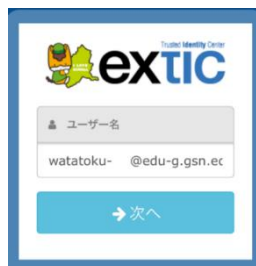 Trusted Identity Center
extic
ユーザー名
watatoku- @edu-g.gsn.ec
次へ